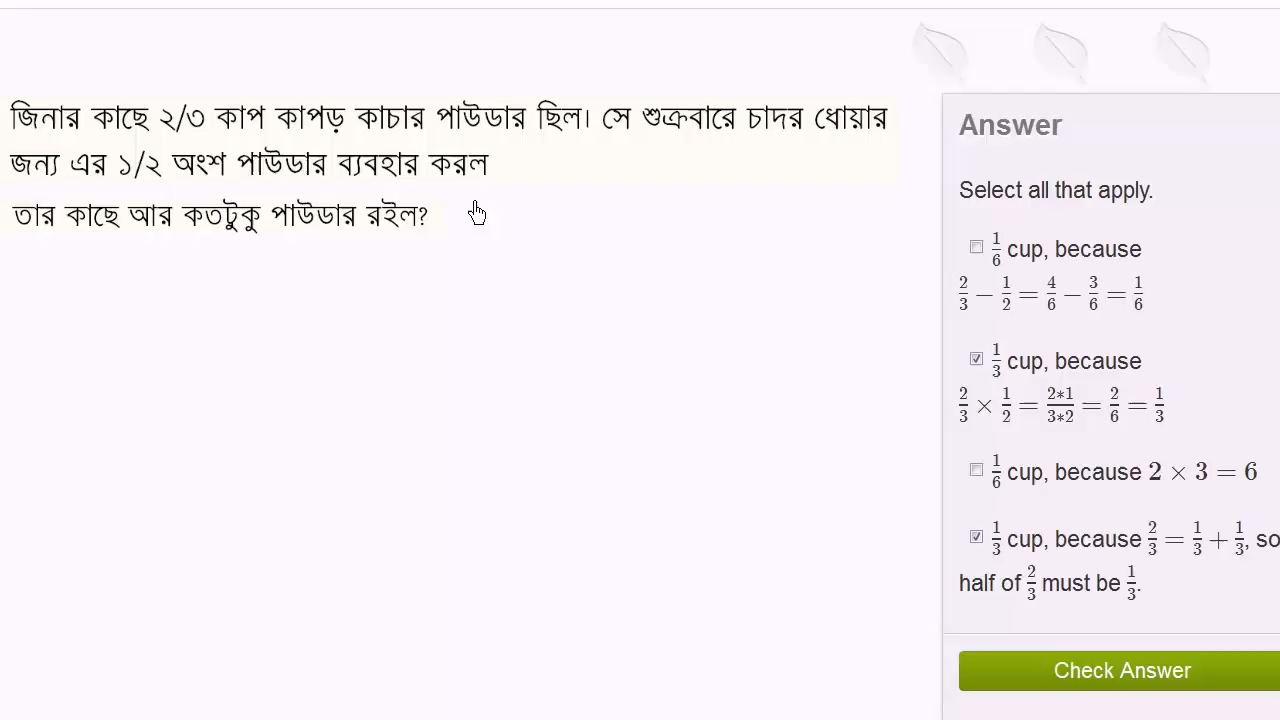 জিনার কাছে ২/৩ কাপ কাপড় কাচার পাউডার ছিল। সে শুক্রবারে চাদর ধোয়ার
জন্য এর ১/২ অংশ পাউডার ব্যবহার করল
তার কাছে আর কতটুকু পাউডার রইল?
Answer
Select all that apply.
1/6 cup, because
2/3 − 1/2 = 4/6 − 3/6 = 1/6
1/3 cup, because
2/3 × 1/2 = 2*1/3*2 = 2/6 = 1/3
1/6 cup, because 2 × 3 = 6
1/3 cup, because 2/3 = 1/3 + 1/3, so
half of 2/3 must be 1/3.
Check Answer